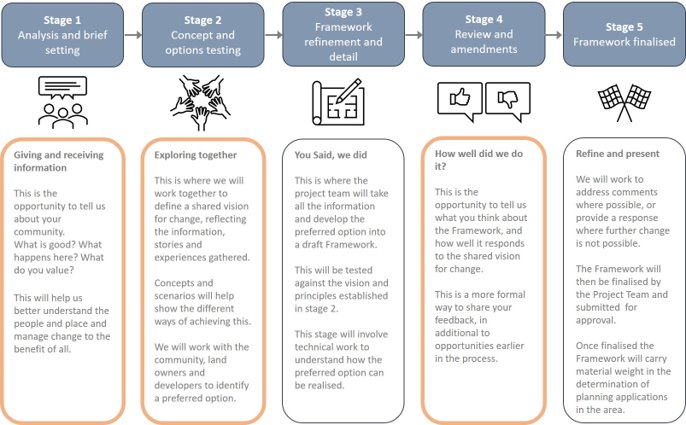 Stage 1
Analysis and brief
setting
Stage 2
Concept and
options testing
Stage 3
Framework
refinement and
detail
Stage 4
Review and
amendments
Stage 5
Framework finalised
Giving and receiving
information
This is the
opportunity to tell us
about your
community.
What is good? What
happens here? What
do you value?
This will help us
better understand the
people and place and
manage change to the
benefit of all.
Exploring together
This is where we will
work together to
define a shared vision
for change, reflecting
the information,
stories and
experiences gathered.
Concepts and
scenarios will help
show the different
ways of achieving this.
We will work with the
community, land
owners and
developers to identify
a preferred option.
You Said, we did
This is where the
project team will take
all the information
and develop the
preferred option into
a draft Framework.
This will be tested
against the vision and
principles established
in stage 2.
This stage will involve
technical work to
understand how the
preferred option can
be realised.
How well did we do
it?
This is the
opportunity to tell us
what you think about
the Framework, and
how well it responds
to the shared vision
for change.
This is a more formal
way to share your
feedback, in
additional to
opportunities earlier
in the process.
Refine and present
We will work to
address comments
where possible, or
provide a response
where further change
is not possible.
The Framework will
then be finalised by
the Project Team and
submitted for
approval.
Once finalised the
Framework will carry
material weight in the
determination of
planning applications
in the area.